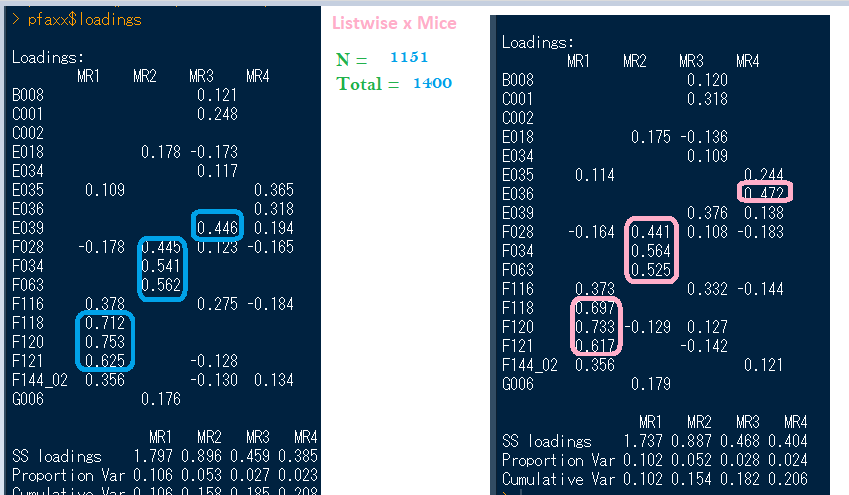 > pfaxx$loadings
Loadings:
MR1 MR2 MR3 MR4
B008 0.121
C001 0.248
C002
E018 0.178 -0.173
E034 0.117
E035 0.109 0.365
E036 0.318
E039 0.446 0.194
F028 -0.178 0.445 0.123 -0.165
F034 0.541
F063 0.562
F116 0.378 0.275 -0.184
F118 0.712
F120 0.753
F121 0.625 -0.128
F144_02 0.356 -0.130 0.134
G006 0.176
MR1 MR2 MR3 MR4
SS loadings 1.797 0.896 0.459 0.385
Proportion Var 0.106 0.053 0.027 0.023
Cumulative Var 0.106 0.158 0.185 0.208
Listwise x Mice
N = 1151
Total = 1400
Loadings:
MR1 MR2 MR3 MR4
B008 0.120
C001 0.318
C002
E018 0.175 -0.136
E034 0.109
E035 0.114 0.244
E036 0.472
E039 0.376 0.138
F028 -0.164 0.441 0.108 -0.183
F034 0.564
F063 0.525
F116 0.373 0.332 -0.144
F118 0.697
F120 0.733 -0.129 0.127
F121 0.617 -0.142
F144_02 0.356 0.121
G006 0.179
MR1 MR2 MR3 MR4
SS loadings 1.737 0.887 0.468 0.404
Proportion Var 0.102 0.052 0.028 0.024
Cumulative Var 0.102 0.154 0.182 0.206